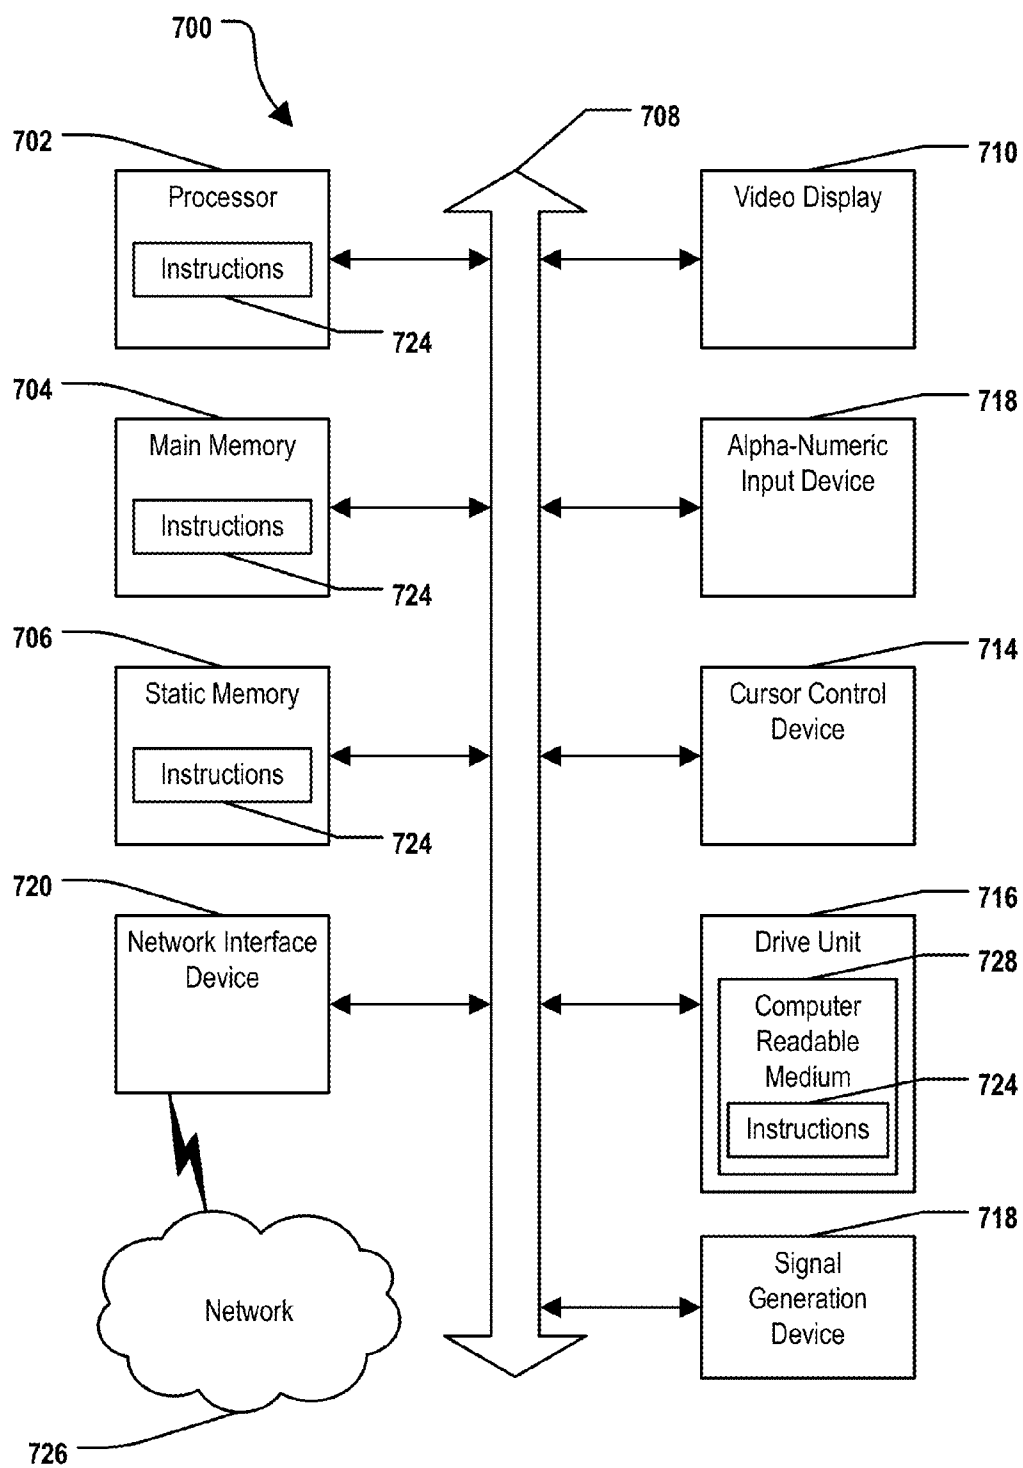 700
702
Processor
Instructions
724
704
Main Memory
Instructions
724
706
Static Memory
Instructions
724
720
Network Interface
Device
Network
726
708
710
Video Display
718
Alpha-Numeric
Input Device
714
Cursor Control
Device
716
Drive Unit
728
Computer
Readable
Medium
724
Instructions
718
Signal
Generation
Device